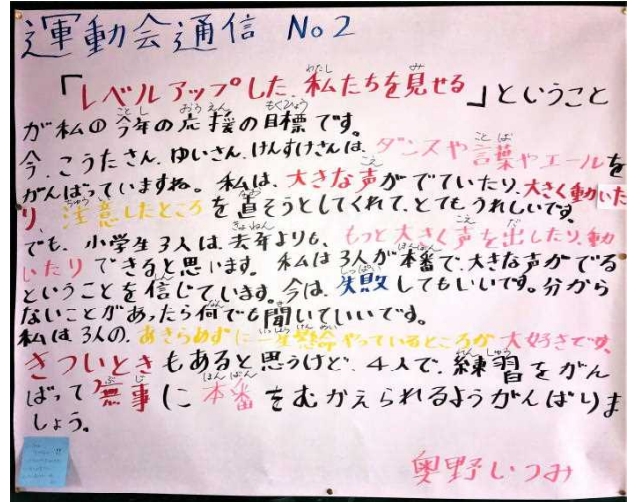 運動会通信 No2
「レベルアップした私たちを見せる」ということ
が私の今年の応援の目標です。
今、こうたさん、ゆいさん、けんすけさんは、ダンスや言葉やエールを
がんばっていますね。私は、大きな声がでていたり、大きく動いた
り、注意したところを直そうとしてくれて、とてもうれしいです。
でも、小学生3人は、去年よりも、もっと大きく声を出したり、動
いたりできると思います。私は3人が本番で、大きな声がでる
ということを信じています。今は、失敗してもいいです。分から
ないことがあったら何でも聞いていいです。
私は3人の、あきらめずに一生懸命やっているところが大好きです。
きついときもあると思うけど、4人で、練習をがん
ばって無事に本番をむかえられるようがんばりま
しょう。
奥野いつみ